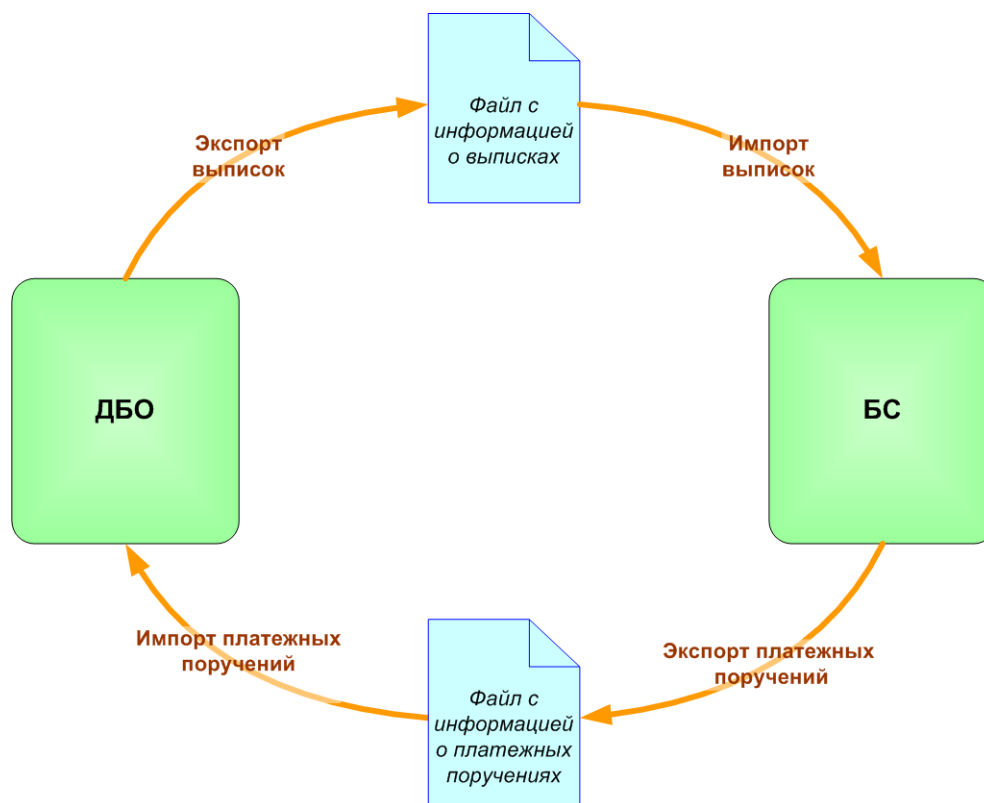 Файл с
информацией
о выписках
Экспорт
выписок
Импорт
выписок
ДБО
БС
Импорт платежных
поручений
Экспорт платежных
поручений
Файл с
информацией
о платежных
поручениях